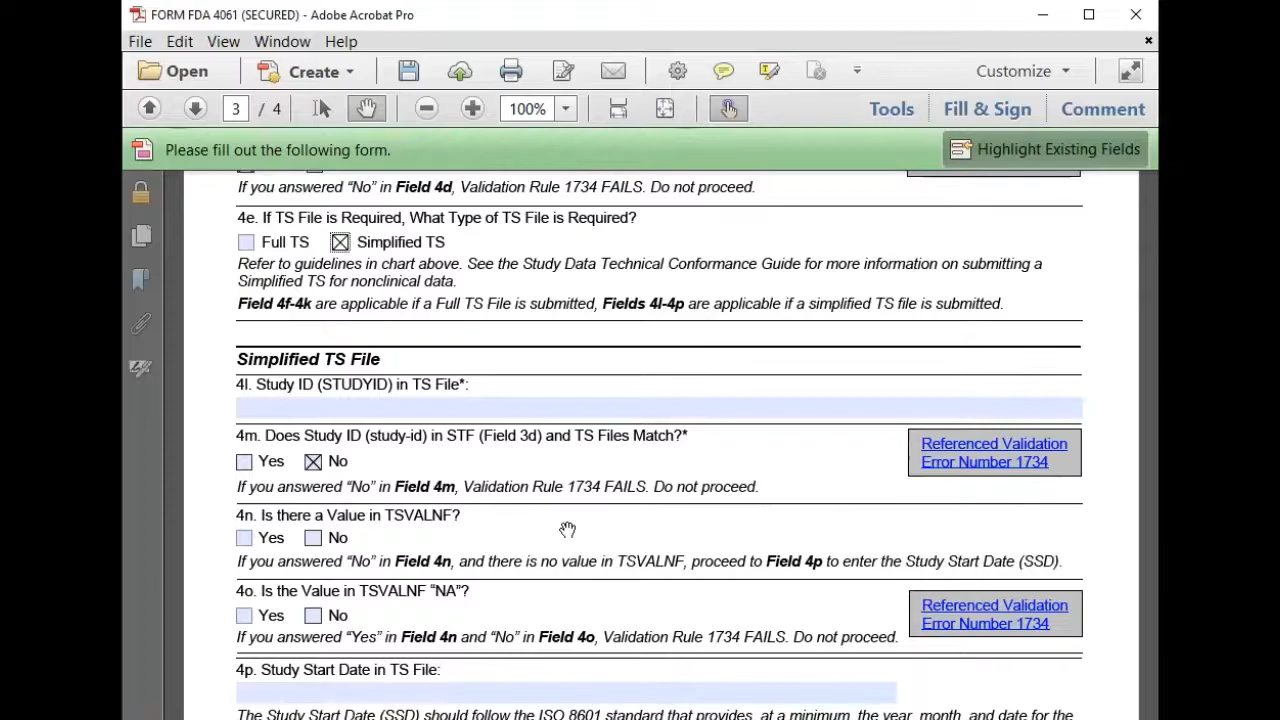 FORM FDA 4061 (SECURED) - Adobe Acrobat Pro
File Edit View Window Help
Open Create Customize
3 / 4 100% Tools Fill & Sign Comment
Please fill out the following form. Highlight Existing Fields
If you answered “No” in Field 4d, Validation Rule 1734 FAILS. Do not proceed.
4e. If TS File is Required, What Type of TS File is Required?
Full TS Simplified TS
Refer to guidelines in chart above. See the Study Data Technical Conformance Guide for more information on submitting a
Simplified TS for nonclinical data.
Field 4f-4k are applicable if a Full TS File is submitted, Fields 4l-4p are applicable if a simplified TS file is submitted.
Simplified TS File
4l. Study ID (STUDYID) in TS File*:
4m. Does Study ID (study-id) in STF (Field 3d) and TS Files Match?*
Yes No
Referenced Validation
Error Number 1734
If you answered “No” in Field 4m, Validation Rule 1734 FAILS. Do not proceed.
4n. Is there a Value in TSVALNF?
Yes No
If you answered “No” in Field 4n, and there is no value in TSVALNF, proceed to Field 4p to enter the Study Start Date (SSD).
4o. Is the Value in TSVALNF “NA”?
Yes No
Referenced Validation
Error Number 1734
If you answered “Yes” in Field 4n and “No” in Field 4o, Validation Rule 1734 FAILS. Do not proceed.
4p. Study Start Date in TS File:
The Study Start Date (SSD) should follow the ISO 8601 standard that provides, at a minimum, the year, month, and date for the